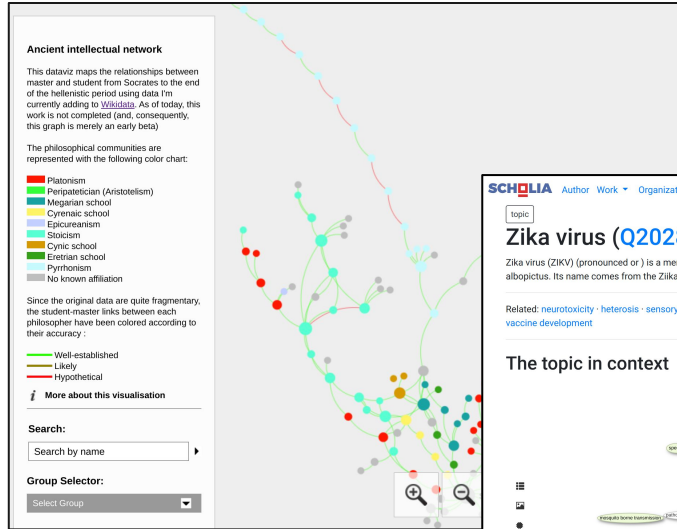 Ancient intellectual network
This dataviz maps the relationships between
master and student from Socrates to the end
of the hellenistic period using data I'm
currently adding to Wikidata. As of today, this
work is not completed (and, consequently,
this graph is merely an early beta)
The philosophical communities are
represented with the following color chart:
Platonism
Peripatetician (Aristotelism)
Megarian school
Cyrenaic school
Epicureanism
Stoicism
Cynic school
Eretrian school
Pyrrhonism
No known affiliation
Since the original data are quite fragmentary,
the student-master links between each
philosopher have been colored according to
their accuracy :
Well-established
Likely
Hypothetical
i More about this visualisation
Search:
Search by name
Group Selector:
Select Group
SCHOLIA Author Work Organizat
topic
Zika virus (Q2028
Zika virus (ZIKV) (pronounced or ) is a me
albopictus. Its name comes from the Ziika
Related: neurotoxicity · heterosis · sensory
vaccine development
The topic in context
mosquito borne transmission